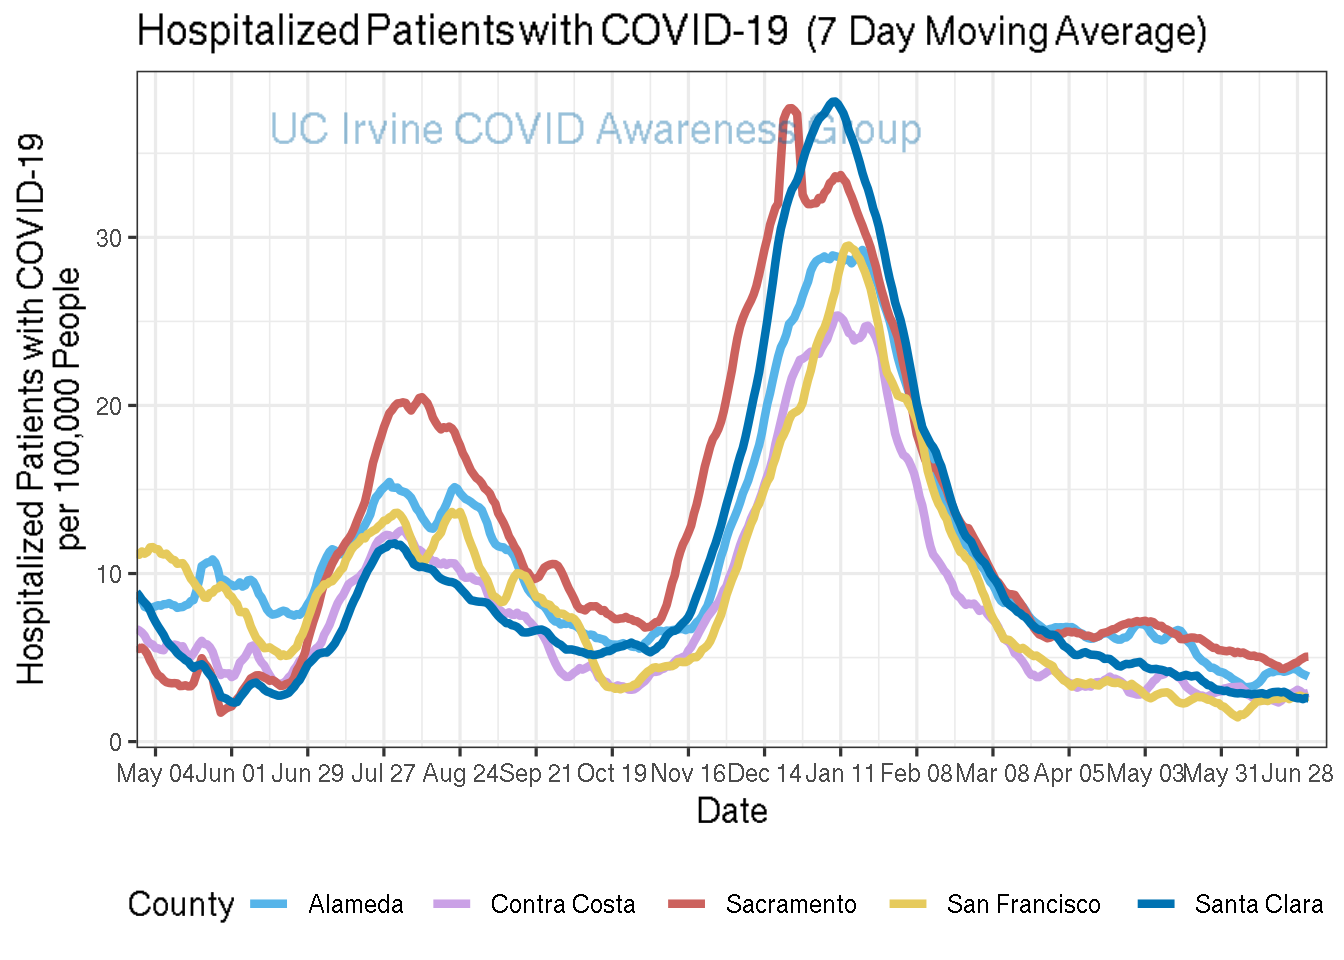 Hospitalized Patients with COVID-19 (7 Day Moving Average)
UC Irvine COVID Awareness Group
Hospitalized Patients with COVID-19
per 100,000 People
30
20
10
0
May 04 Jun 01 Jun 29 Jul 27 Aug 24 Sep 21 Oct 19 Nov 16 Dec 14 Jan 11 Feb 08 Mar 08 Apr 05 May 03 May 31 Jun 28
Date
County Alameda Contra Costa Sacramento San Francisco Santa Clara